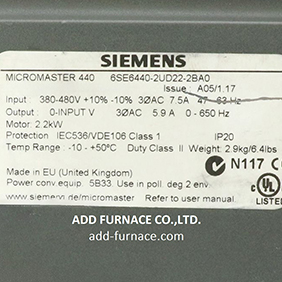 SIEMENS
MICROMASTER 440 6SE6440-2UD22-2BA0
Issue A05/1.17
Input : 380-480V +10% -10% 3ØAC 7.5A 47 - 63 Hz
Output : 0-INPUT V 3ØAC 5.9 A 0 - 650 Hz
Motor: 2.2kW
Protection IEC536/VDE106 Class 1 IP20
Temp Range - -10 - +50°C Duty Class II Weight: 2.9kg/6.4lbs
N117
Made in EU (United Kingdom)
Power conv. equip. 5B33. Use in poll. deg 2 env.
www.siemens.de/micromaster
UL
LISTED
ADD FURNACE CO.,LTD.
add-furnace.com